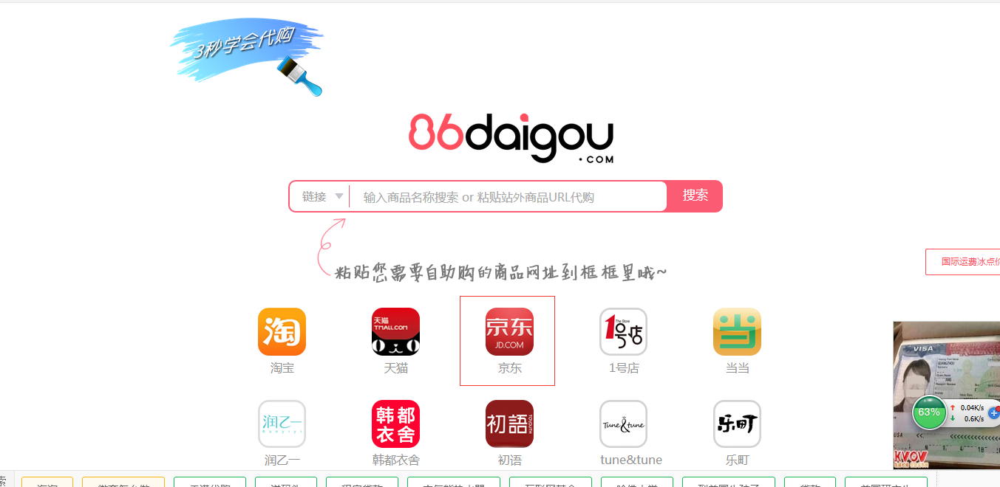 3秒学会代购
86daigou
.COM
链接 输入商品名称搜索 or 粘贴站外商品URL代购 搜索
粘贴您需要自助购的商品网址到框框里哦~
国际运费冰点价
淘
天猫
TMALL.COM
京东
JD.COM
The Store
1号店
当
淘宝 天猫 京东 1号店 当当
润乙一
Runyiyi
韩都衣舍
初語
TOYOUTH
Tune&tune
乐町
润乙一 韩都衣舍 初语 tune&tune 乐町
VISA
GUANGZHOU
63%
0.04K/s
0.6K/s
USA
KVOV